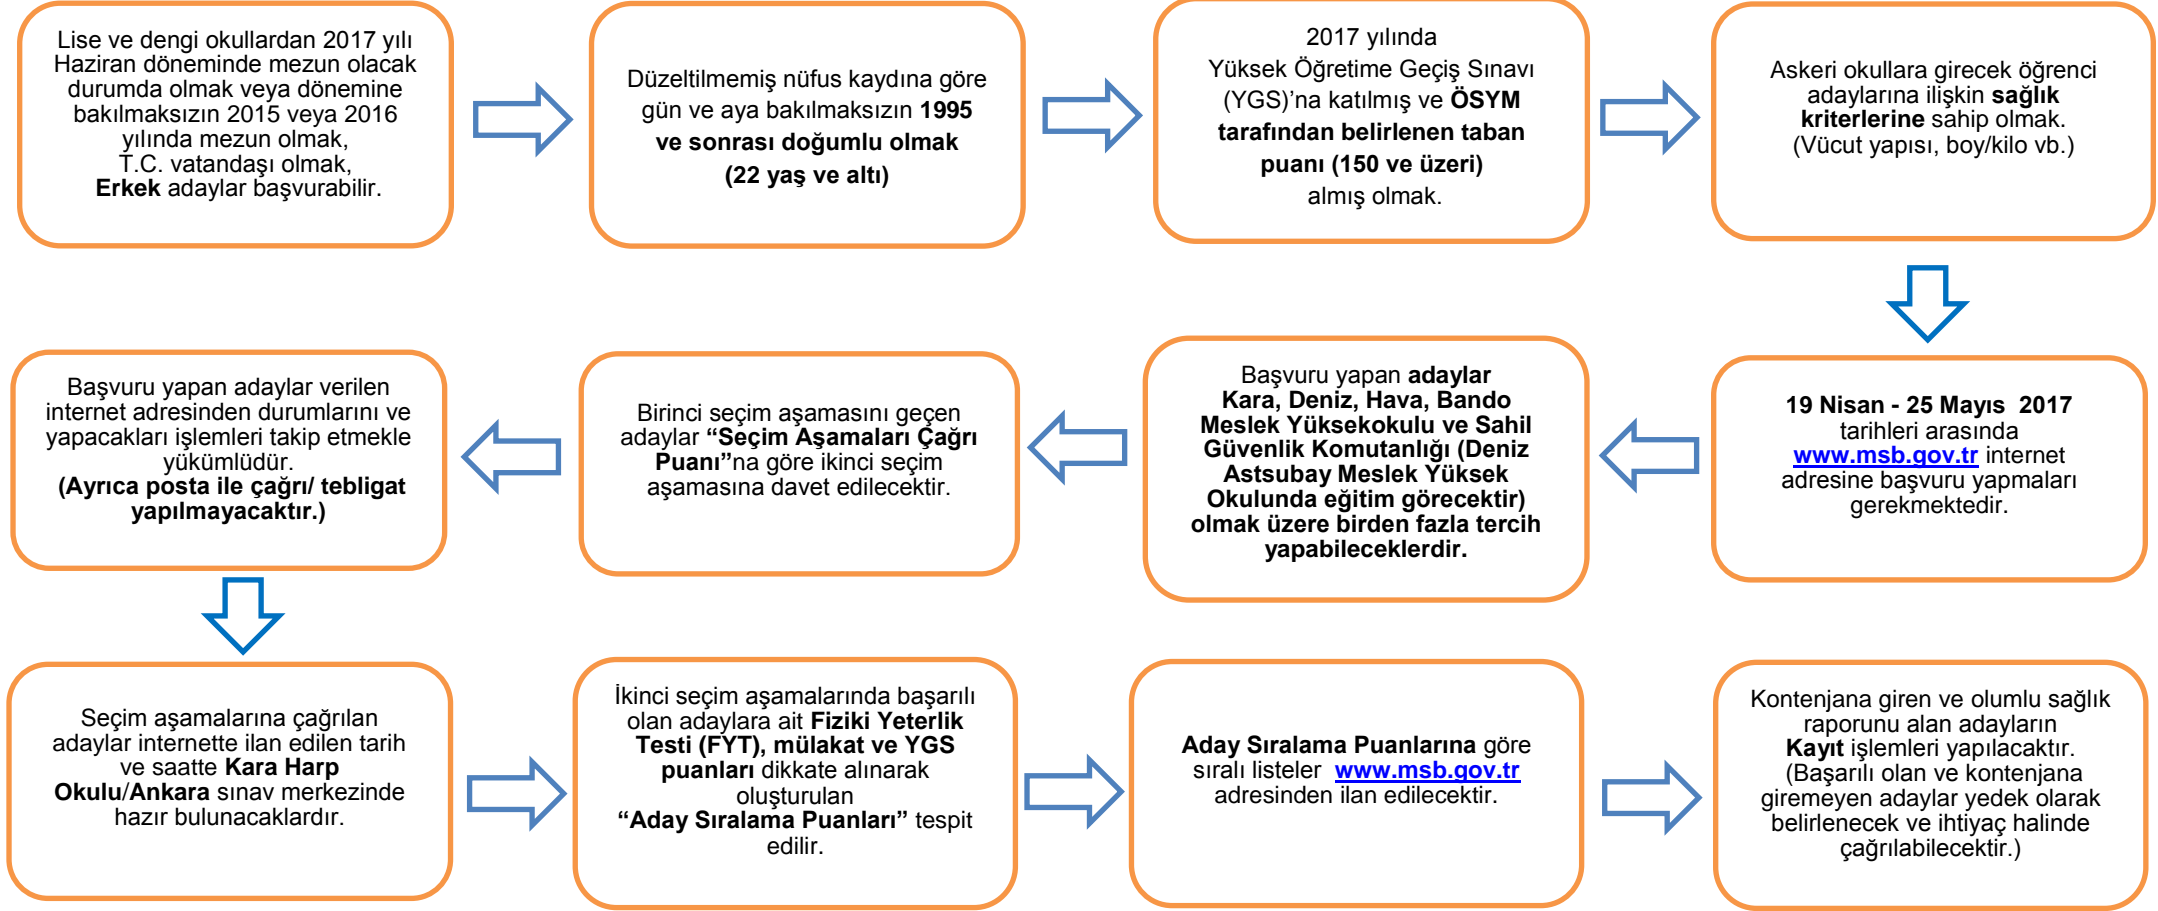 Lise ve dengi okullardan 2017 yılı
Haziran döneminde mezun olacak
durumda olmak veya dönemine
bakılmaksızın 2015 veya 2016
yılında mezun olmak,
T.C. vatandaşı olmak,
Erkek adaylar başvurabilir.
Düzeltilmemiş nüfus kaydına göre
gün ve aya bakılmaksızın 1995
ve sonrası doğumlu olmak
(22 yaş ve altı)
2017 yılında
Yüksek Öğretime Geçiş Sınavı
(YGS)’na katılmış ve ÖSYM
tarafından belirlenen taban
puanı (150 ve üzeri)
almış olmak.
Askeri okullara girecek öğrenci
adaylarına ilişkin sağlık
kriterlerine sahip olmak.
(Vücut yapısı, boy/kilo vb.)
19 Nisan - 25 Mayıs 2017
tarihleri arasında
www.msb.gov.tr internet
adresine başvuru yapmaları
gerekmektedir.
Başvuru yapan adaylar
Kara, Deniz, Hava, Bando
Meslek Yüksekokulu ve Sahil
Güvenlik Komutanlığı (Deniz
Astsubay Meslek Yüksek
Okulunda eğitim görecektir)
olmak üzere birden fazla tercih
yapabileceklerdir.
Birinci seçim aşamasını geçen
adaylar “Seçim Aşamaları Çağrı
Puanı”na göre ikinci seçim
aşamasına davet edilecektir.
Başvuru yapan adaylar verilen
internet adresinden durumlarını ve
yapacakları işlemleri takip etmekle
yükümlüdür.
(Ayrıca posta ile çağrı/ tebligat
yapılmayacaktır.)
Seçim aşamalarına çağrılan
adaylar internette ilan edilen tarih
ve saatte Kara Harp
Okulu/Ankara sınav merkezinde
hazır bulunacaklardır.
İkinci seçim aşamalarında başarılı
olan adaylara ait Fiziki Yeterlik
Testi (FYT), mülakat ve YGS
puanları dikkate alınarak
oluşturulan
“Aday Sıralama Puanları” tespit
edilir.
Aday Sıralama Puanlarına göre
sıralı listeler www.msb.gov.tr
adresinden ilan edilecektir.
Kontenjana giren ve olumlu sağlık
raporunu alan adayların
Kayıt işlemleri yapılacaktır.
(Başarılı olan ve kontenjana
giremeyen adaylar yedek olarak
belirlenecek ve ihtiyaç halinde
çağrılabilecektir.)